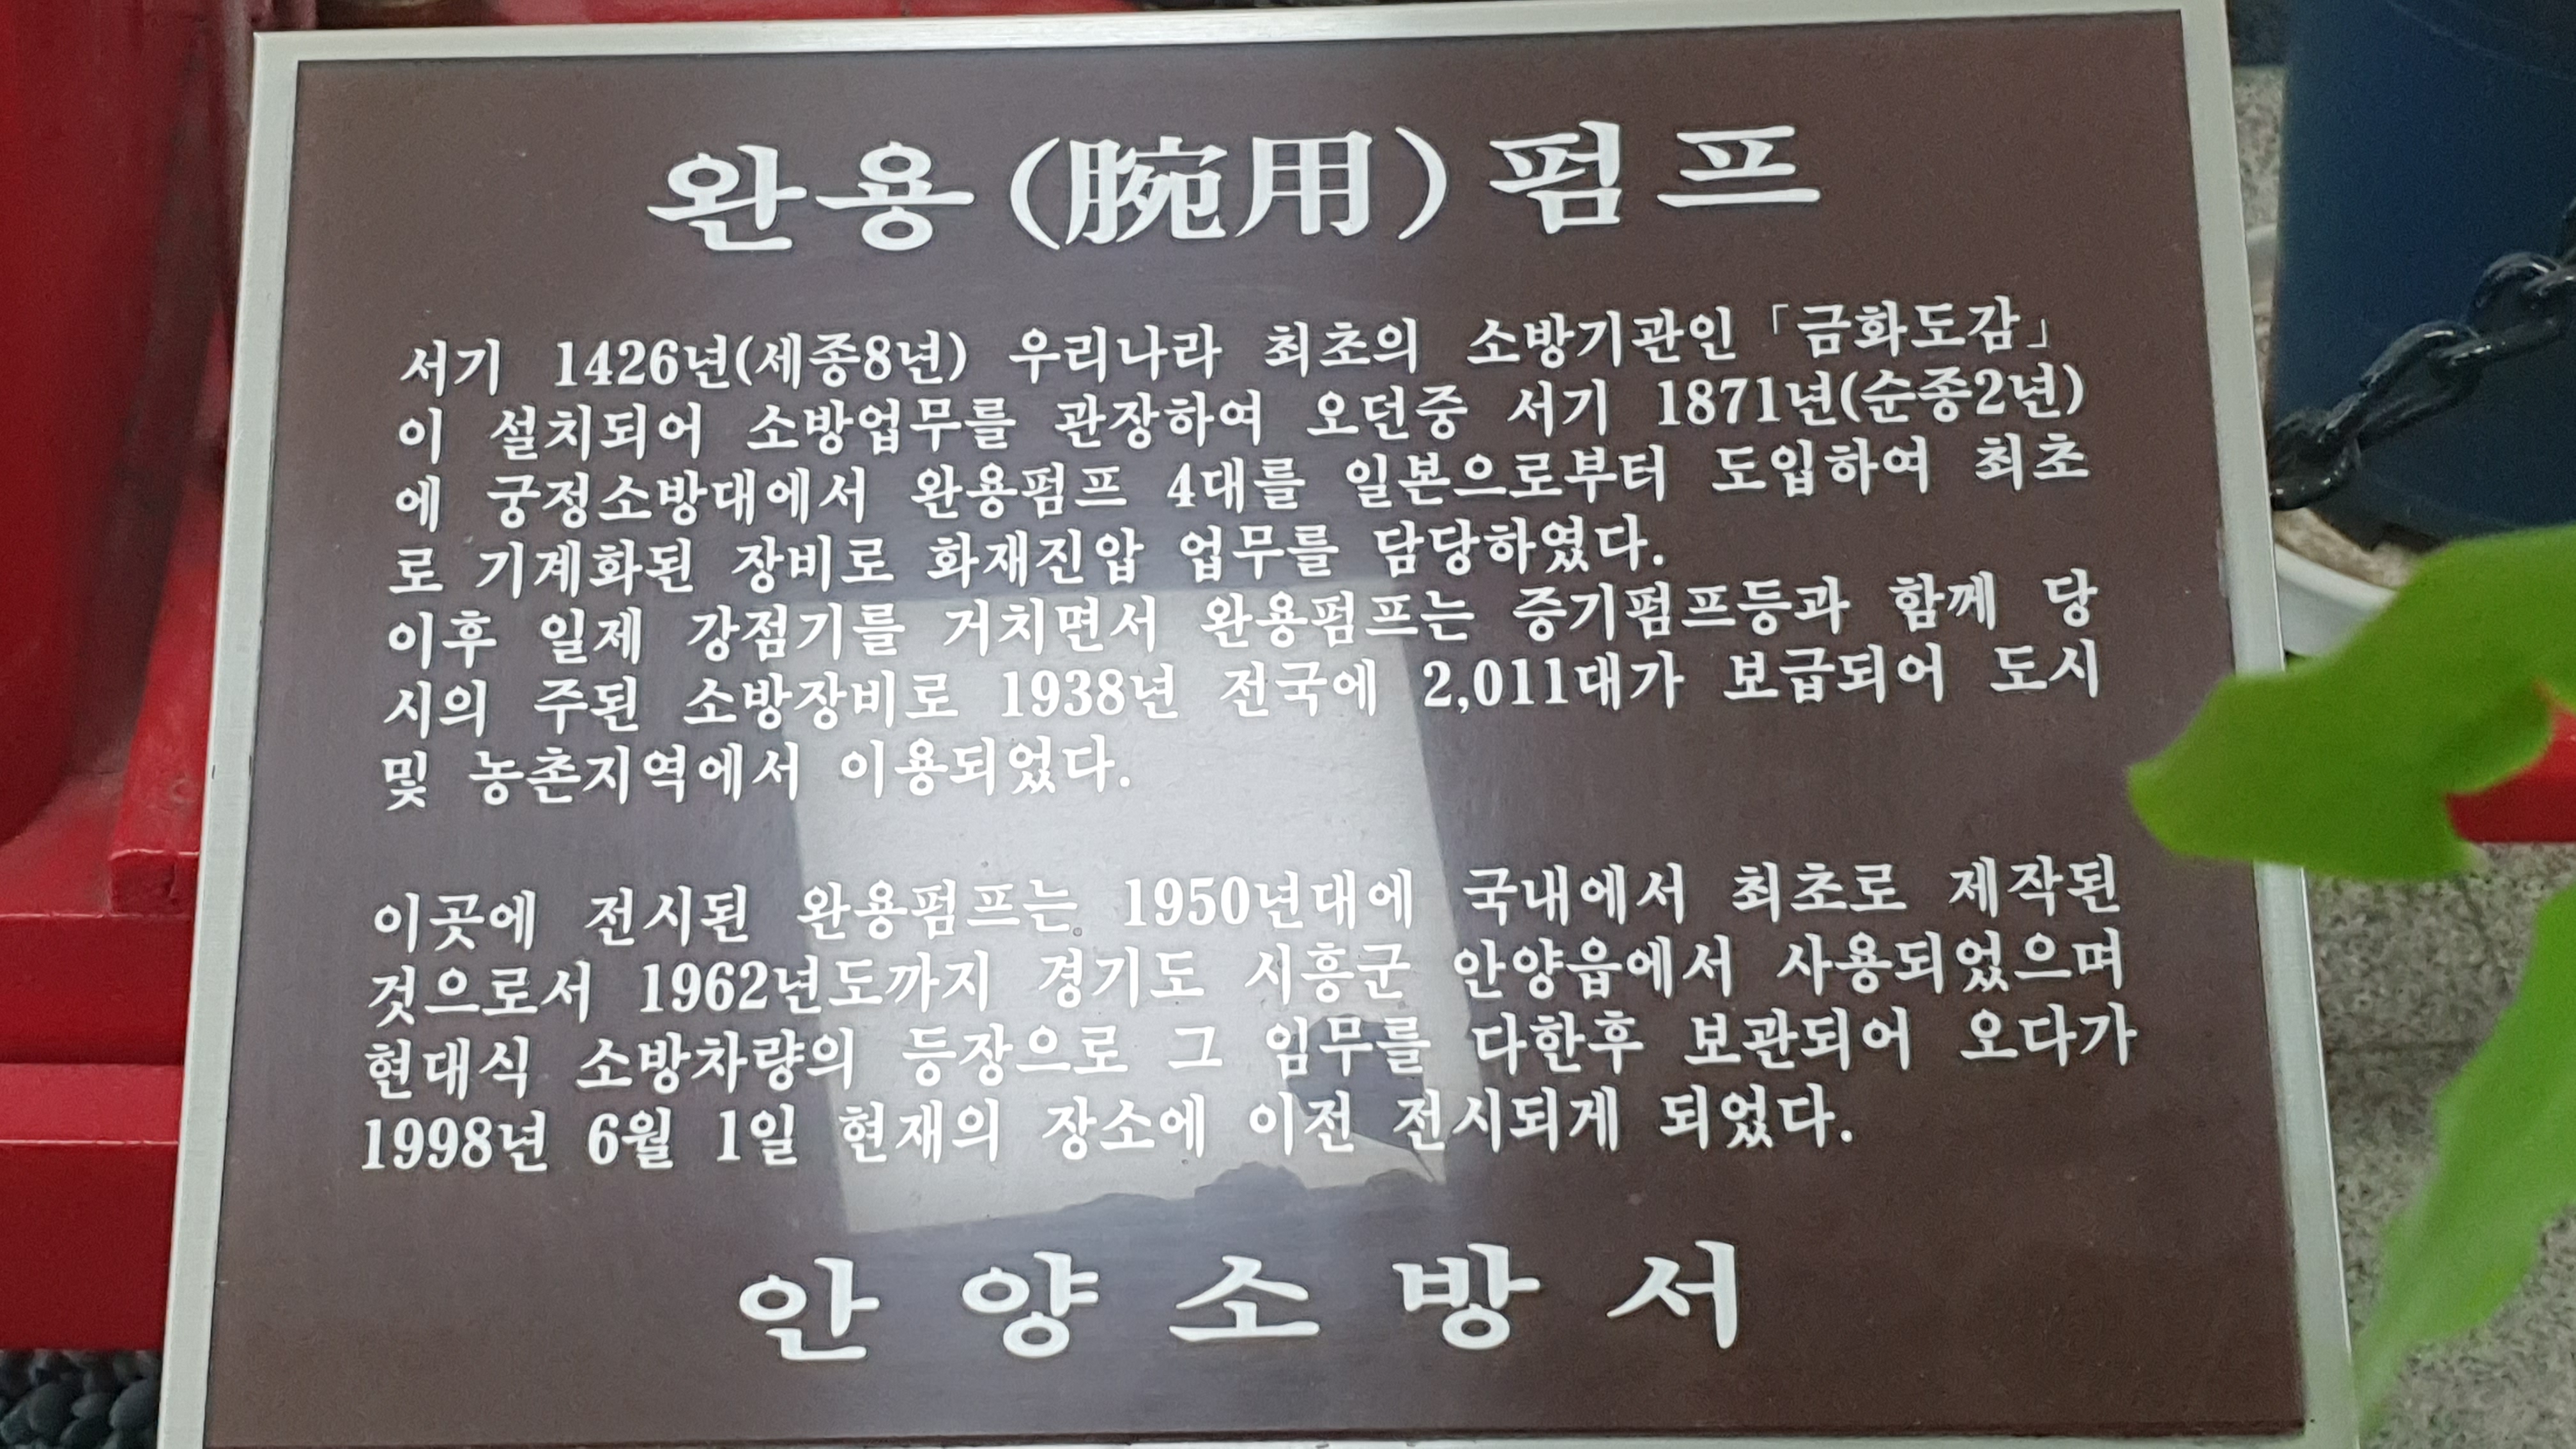 완용(腕用)펌프
서기 1426년(세종8년) 우리나라 최초의 소방기관인「금화도감」
이 설치되어 소방업무를 관장하여 오던중 서기 1871년(순종2년)
에 궁정소방대에서 완용펌프 4대를 일본으로부터 도입하여 최초
로 기계화된 장비로 화재진압 업무를 담당하였다.
이후 일제 강점기를 거치면서 완용펌프는 증기펌프등과 함께 당
시의 주된 소방장비로 1938년 전국에 2,011대가 보급되어 도시
및 농촌지역에서 이용되었다.
이곳에 전시된 완용펌프는 1950년대에 국내에서 최초로 제작된
것으로서 1962년도까지 경기도 시흥군 안양읍에서 사용되었으며
현대식 소방차량의 등장으로 그 임무를 다한후 보관되어 오다가
1998년 6월 1일 현재의 장소에 이전 전시되게 되었다.
안양소방서